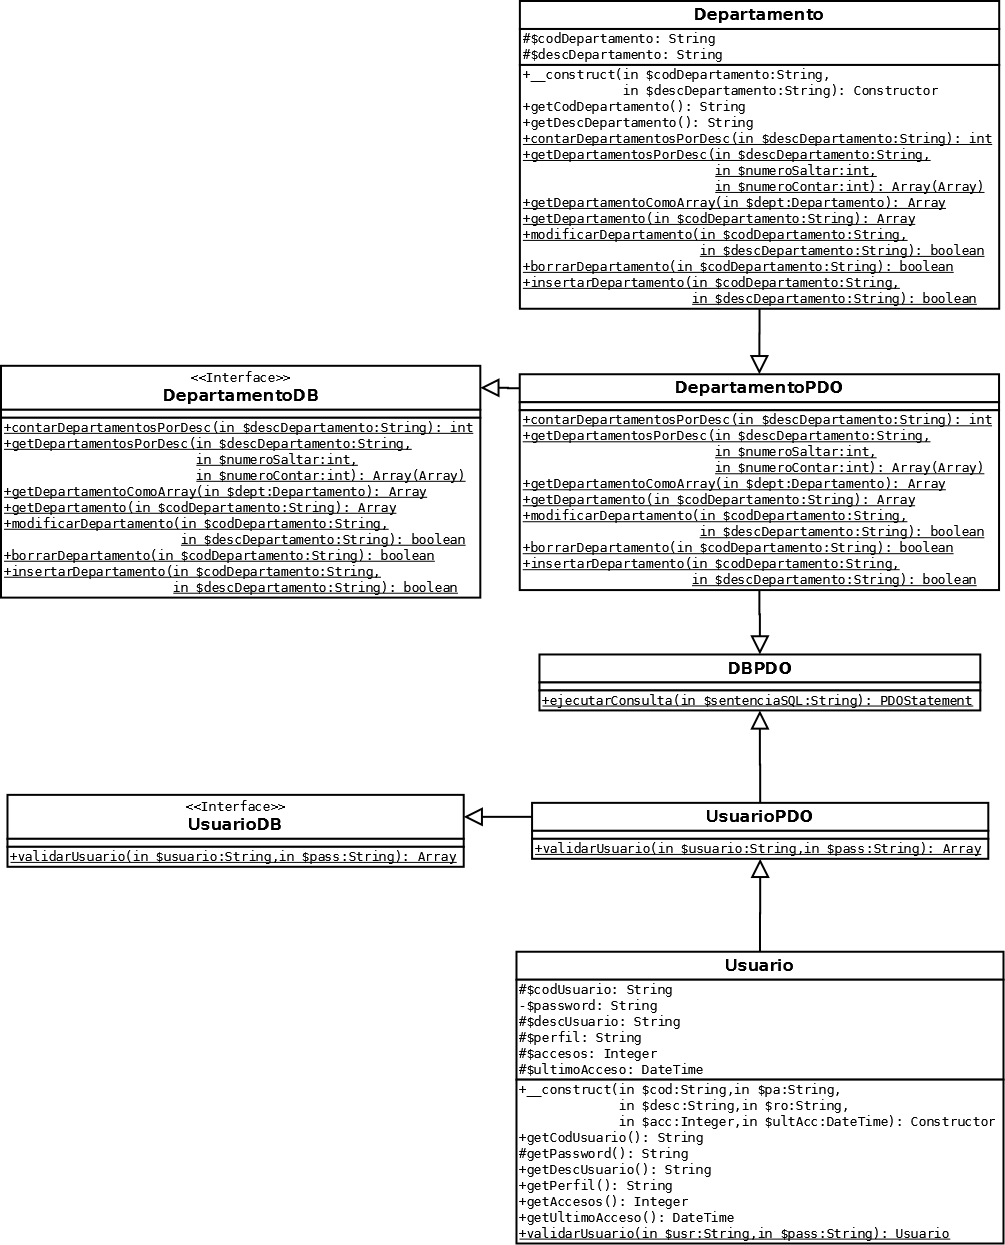 Departamento
#$codDepartamento: String
#$descDepartamento: String
+__construct(in $codDepartamento:String,
in $descDepartamento:String): Constructor
+getCodDepartamento(): String
+getDescDepartamento(): String
+contarDepartamentosPorDesc(in $descDepartamento:String): int
+getDepartamentosPorDesc(in $descDepartamento:String,
in $numeroSaltar:int,
in $numeroContar:int): Array(Array)
+getDepartamentoComoArray(in $dept:Departamento): Array
+getDepartamento(in $codDepartamento:String): Array
+modificarDepartamento(in $codDepartamento:String,
in $descDepartamento:String): boolean
+borrarDepartamento(in $codDepartamento:String): boolean
+insertarDepartamento(in $codDepartamento:String,
in $descDepartamento:String): boolean
<<Interface>>
DepartamentoDB
+contarDepartamentosPorDesc(in $descDepartamento:String): int
+getDepartamentosPorDesc(in $descDepartamento:String,
in $numeroSaltar:int,
in $numeroContar:int): Array(Array)
+getDepartamentoComoArray(in $dept:Departamento): Array
+getDepartamento(in $codDepartamento:String): Array
+modificarDepartamento(in $codDepartamento:String,
in $descDepartamento:String): boolean
+borrarDepartamento(in $codDepartamento:String): boolean
+insertarDepartamento(in $codDepartamento:String,
in $descDepartamento:String): boolean
DepartamentoPDO
+contarDepartamentosPorDesc(in $descDepartamento:String): int
+getDepartamentosPorDesc(in $descDepartamento:String,
in $numeroSaltar:int,
in $numeroContar:int): Array(Array)
+getDepartamentoComoArray(in $dept:Departamento): Array
+getDepartamento(in $codDepartamento:String): Array
+modificarDepartamento(in $codDepartamento:String,
in $descDepartamento:String): boolean
+borrarDepartamento(in $codDepartamento:String): boolean
+insertarDepartamento(in $codDepartamento:String,
in $descDepartamento:String): boolean
DBPDO
+ejecutarConsulta(in $sentenciaSQL:String): PDOStatement
<<Interface>>
UsuarioDB
+validarUsuario(in $usuario:String,in $pass:String): Array
UsuarioPDO
+validarUsuario(in $usuario:String,in $pass:String): Array
Usuario
#$codUsuario: String
-$password: String
#$descUsuario: String
#$perfil: String
#$accesos: Integer
#$ultimoAcceso: DateTime
+__construct(in $cod:String,in $pa:String,
in $desc:String,in $ro:String,
in $acc:Integer,in $ultAcc:DateTime): Constructor
+getCodUsuario(): String
#getPassword(): String
+getDescUsuario(): String
+getPerfil(): String
+getAccesos(): Integer
+getUltimoAcceso(): DateTime
+validarUsuario(in $usr:String,in $pass:String): Usuario